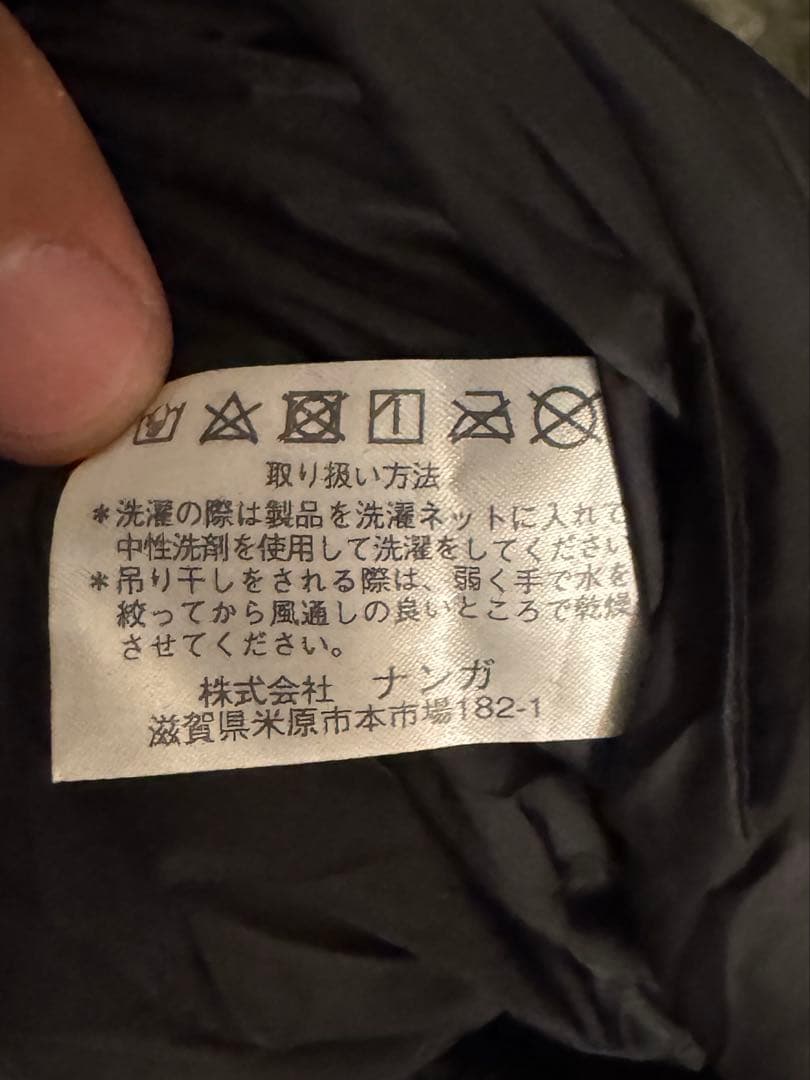 取り扱い方法
*洗濯の際は製品を洗濯ネットに入れて
中性洗剤を使用して洗濯をしてください
*吊り干しをされる際は、弱く手で水を
絞ってから風通しの良いところで乾燥
させてください。
株式会社 ナンガ
滋賀県米原市本市場182-1